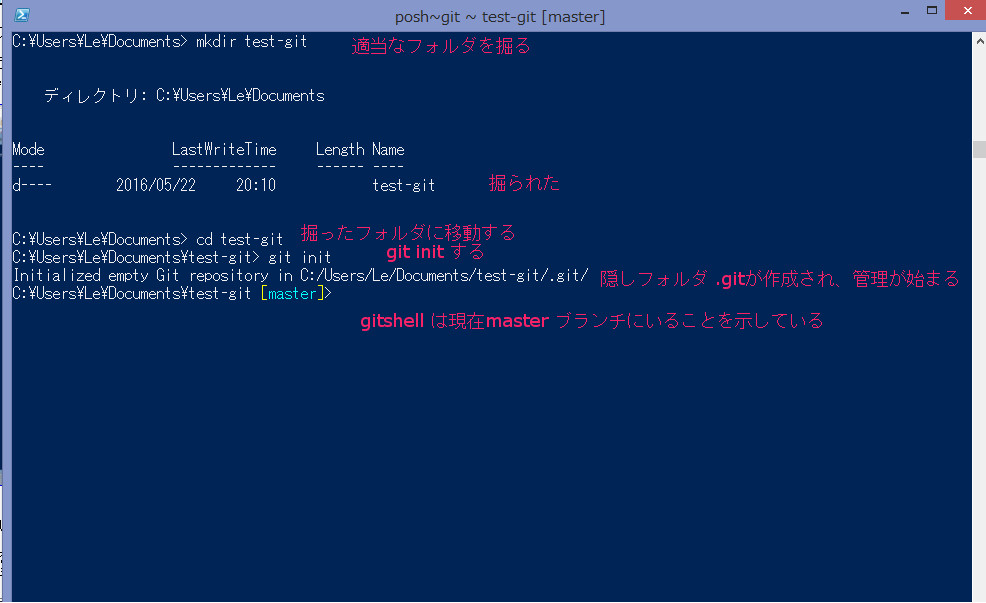 posh~git ~ test-git [master]
C:¥Users¥Le¥Documents> mkdir test-git 適当なフォルダを掘る
ディレクトリ: C:¥Users¥Le¥Documents
Mode LastWriteTime Length Name
---- ------------- ------ ----
d---- 2016/05/22 20:10 test-git 掘られた
C:¥Users¥Le¥Documents> cd test-git 掘ったフォルダに移動する
C:¥Users¥Le¥Documents¥test-git> git init git init する
Initialized empty Git repository in C:/Users/Le/Documents/test-git/.git/ 隠しフォルダ .gitが作成され、管理が始まる
C:¥Users¥Le¥Documents¥test-git [master]>
gitshell は現在master ブランチにいることを示している